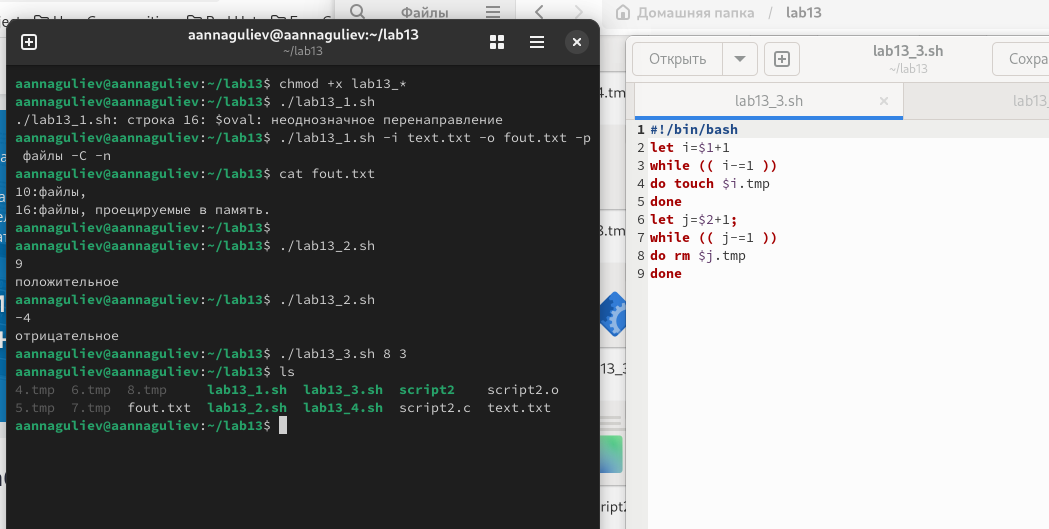 Файлы
Домашняя папка / lab13
aannaguliev@aannaguliev:~/lab13
~/lab13
aannaguliev@aannaguliev:~/lab13$ chmod +x lab13_*
aannaguliev@aannaguliev:~/lab13$ ./lab13_1.sh
./lab13_1.sh: строка 16: $oval: неоднозначное перенаправление
aannaguliev@aannaguliev:~/lab13$ ./lab13_1.sh -i text.txt -o fout.txt -p
файлы -C -n
aannaguliev@aannaguliev:~/lab13$ cat fout.txt
10:файлы,
16:файлы, проецируемые в память.
aannaguliev@aannaguliev:~/lab13$
aannaguliev@aannaguliev:~/lab13$ ./lab13_2.sh
9
положительное
aannaguliev@aannaguliev:~/lab13$ ./lab13_2.sh
-4
отрицательное
aannaguliev@aannaguliev:~/lab13$ ./lab13_3.sh 8 3
aannaguliev@aannaguliev:~/lab13$ ls
4.tmp 6.tmp 8.tmp lab13_1.sh lab13_3.sh script2 script2.o
5.tmp 7.tmp fout.txt lab13_2.sh lab13_4.sh script2.c text.txt
aannaguliev@aannaguliev:~/lab13$
Открыть
lab13_3.sh
~/lab13
Сохра
lab13_3.sh
lab13
1 #!/bin/bash
2 let i=$1+1
3 while (( i-=1 ))
4 do touch $i.tmp
5 done
6 let j=$2+1;
7 while (( j-=1 ))
8 do rm $j.tmp
9 done